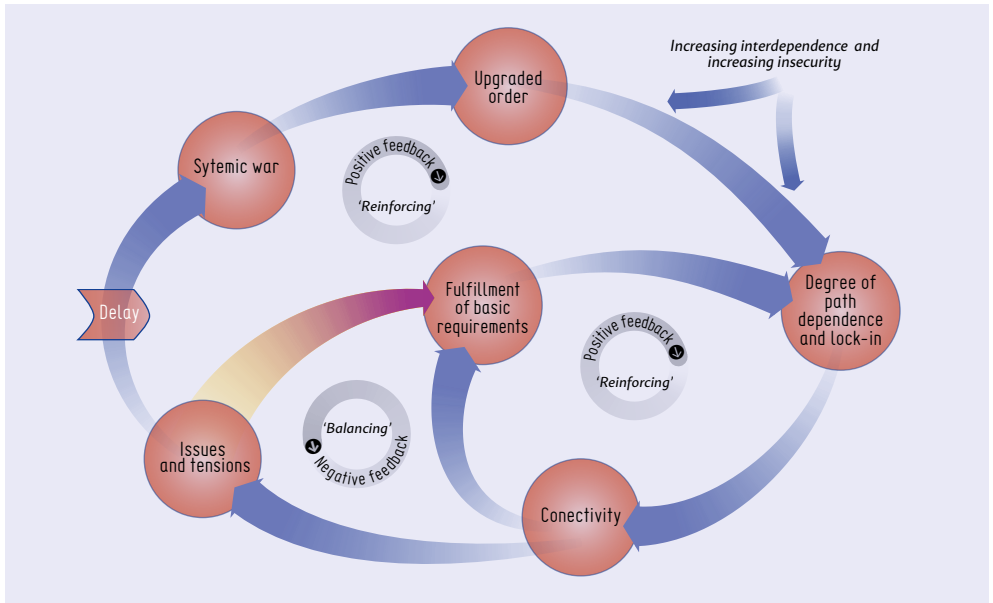 Increasing interdependence and
increasing insecurity
Upgraded
order
Sytemic war
Positive feedback
‘Reinforcing’
Delay
Fulfillment
of basic
requirements
Degree of
path
dependence
and lock-in
Positive feedback
‘Reinforcing’
‘Balancing’
Negative feedback
Issues
and tensions
Conectivity